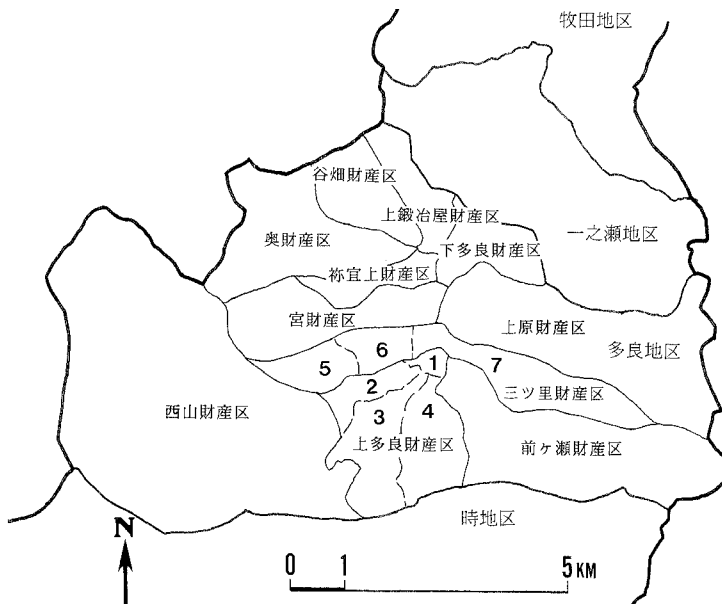 牧田地区
谷畑財産区
上鍛冶屋財産区
奥財産区
下多良財産区
一之瀬地区
祢宜上財産区
宮財産区
上原財産区
多良地区
6
5
1
7
2
三ツ里財産区
西山財産区
3
4
上多良財産区
前ヶ瀬財産区
時地区
N
0 1 5KM